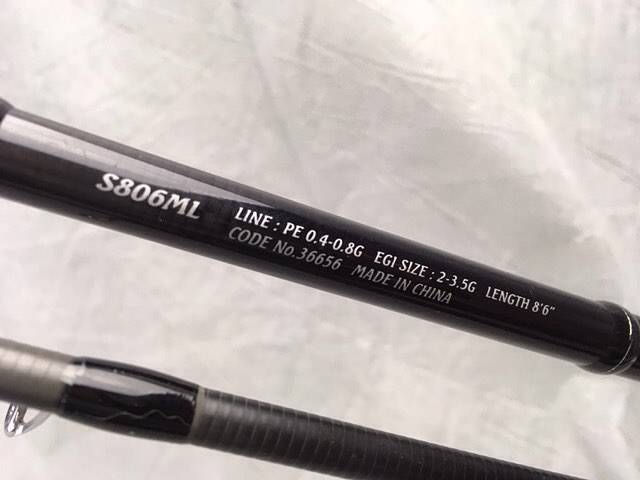 S806ML
LINE : PE 0.4-0.8G EGI SIZE : 2-3.5G LENGTH 8'6"
CODE No.36656 MADE IN CHINA